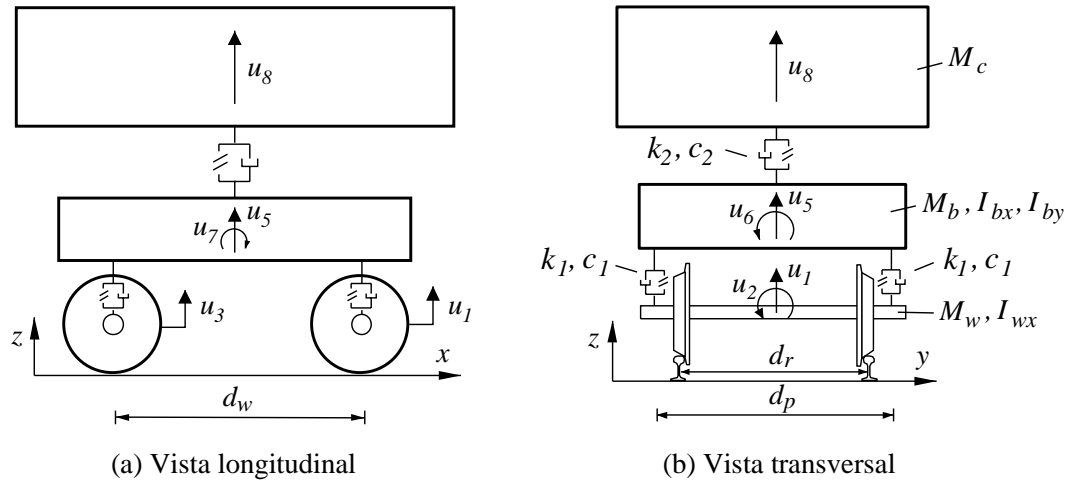 u8
u8
Mc
k2, c2
u5
u7
u5
u6
Mb, Ibx, Iby
k1, c1
k1, c1
u3
u1
u1
u2
Mw, Iwx
z
x
z
y
dr
dw
dp
(a) Vista longitudinal
(b) Vista transversal